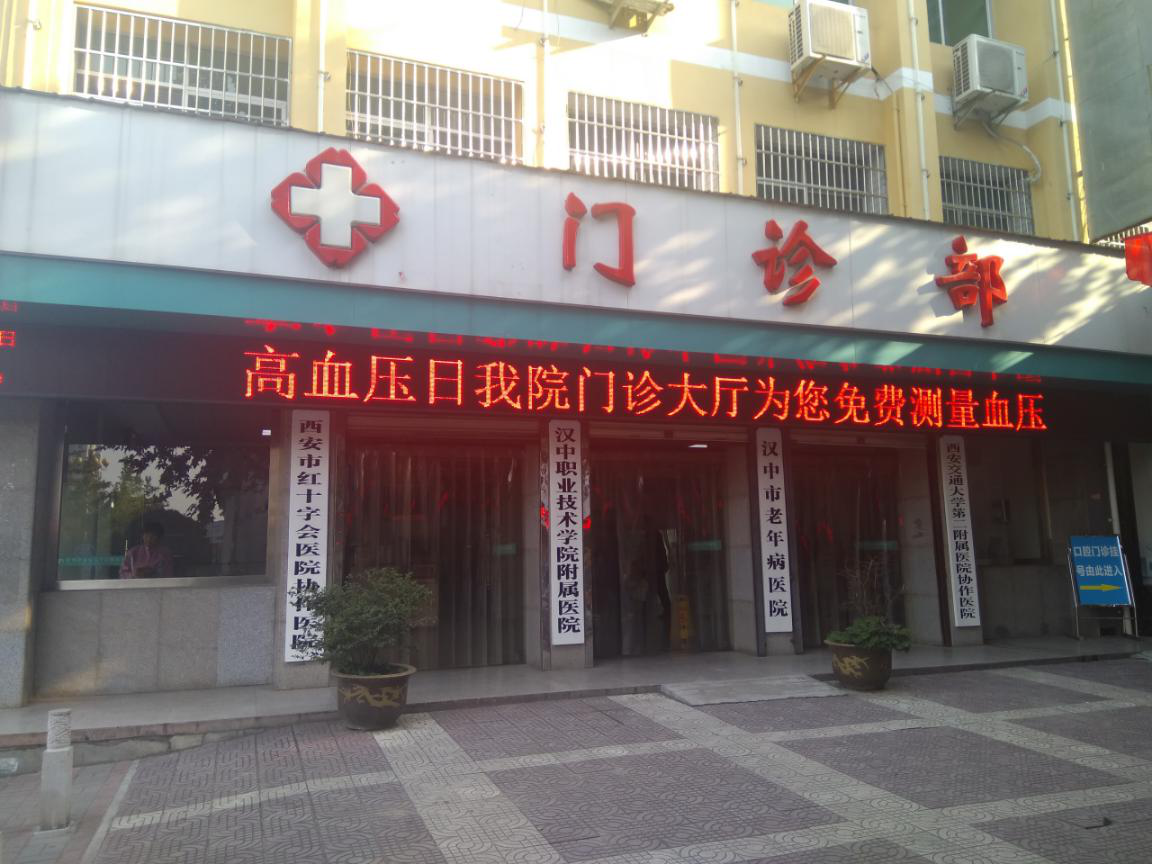 门诊部
高血压日我院门诊大厅为您免费测量血压
西安市红十字会医院协作医院
汉中职业技术学院附属医院
汉中市老年病医院
西安交通大学第二附属医院协作医院
口腔门诊挂
号由此进入